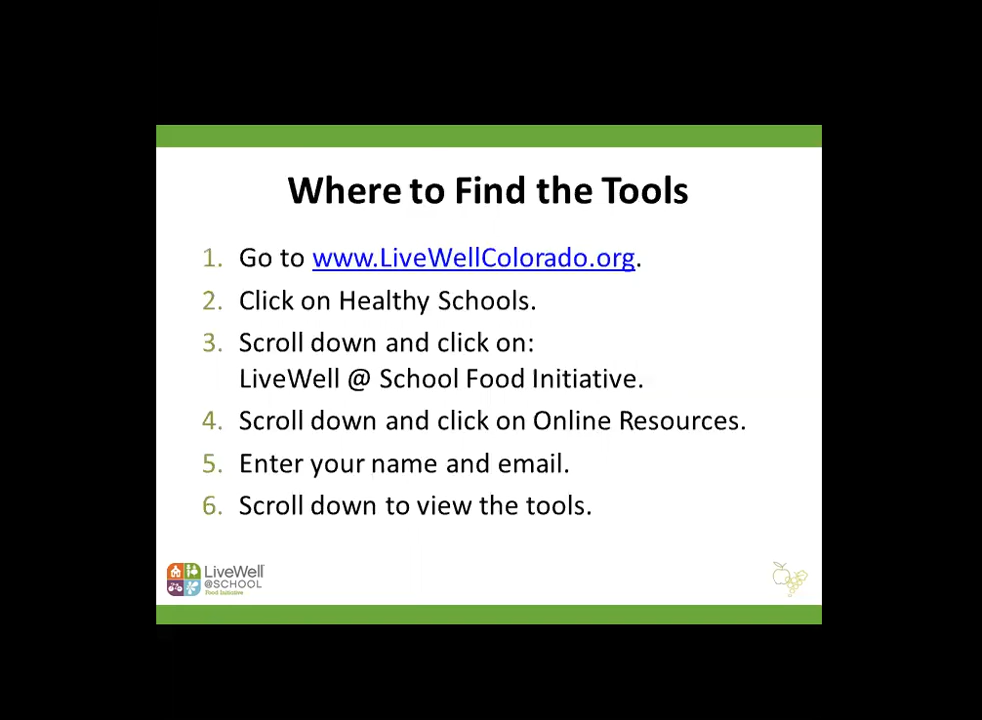 Where to Find the Tools
1. Go to www.LiveWellColorado.org.
2. Click on Healthy Schools.
3. Scroll down and click on:
LiveWell @ School Food Initiative.
4. Scroll down and click on Online Resources.
5. Enter your name and email.
6. Scroll down to view the tools.
LiveWell
@SCHOOL
Food Initiative